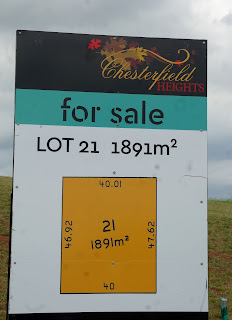 Chesterfield
HEIGHTS
for sale
LOT 21 1891m²
40.01
46.92
21
1891m²
47.62
40